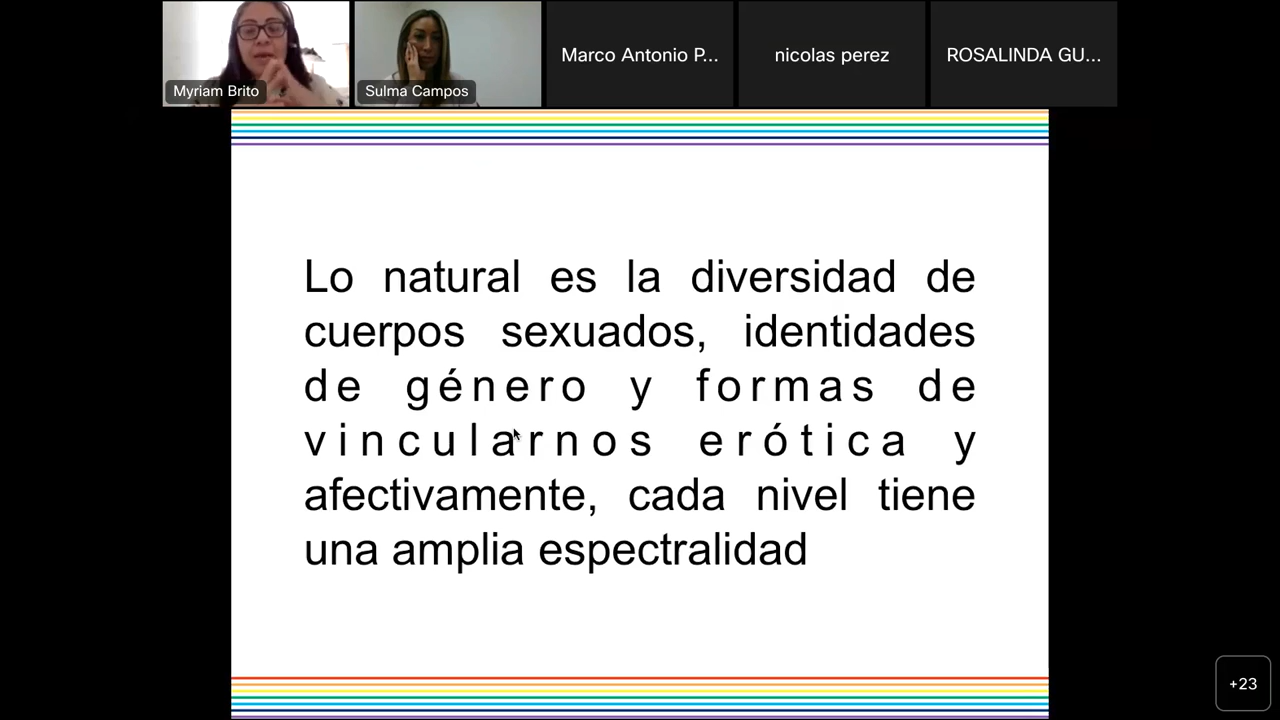 Myriam Brito
Sulma Campos
Marco Antonio P...
nicolas perez
ROSALINDA GU...
Lo natural es la diversidad de
cuerpos sexuados, identidades
de género y formas de
vincularnos erótica y
afectivamente, cada nivel tiene
una amplia espectralidad
+23